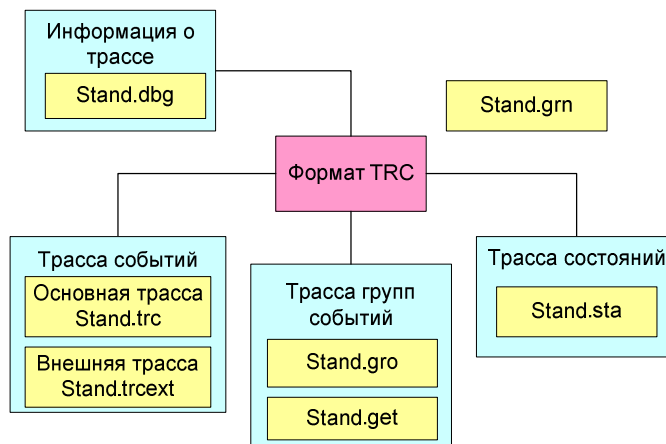 Информация о
трассе
Stand.dbg
Stand.grn
Формат TRC
Трасса событий
Основная трасса
Stand.trc
Внешняя трасса
Stand.trcext
Трасса групп
событий
Stand.gro
Stand.get
Трасса состояний
Stand.sta